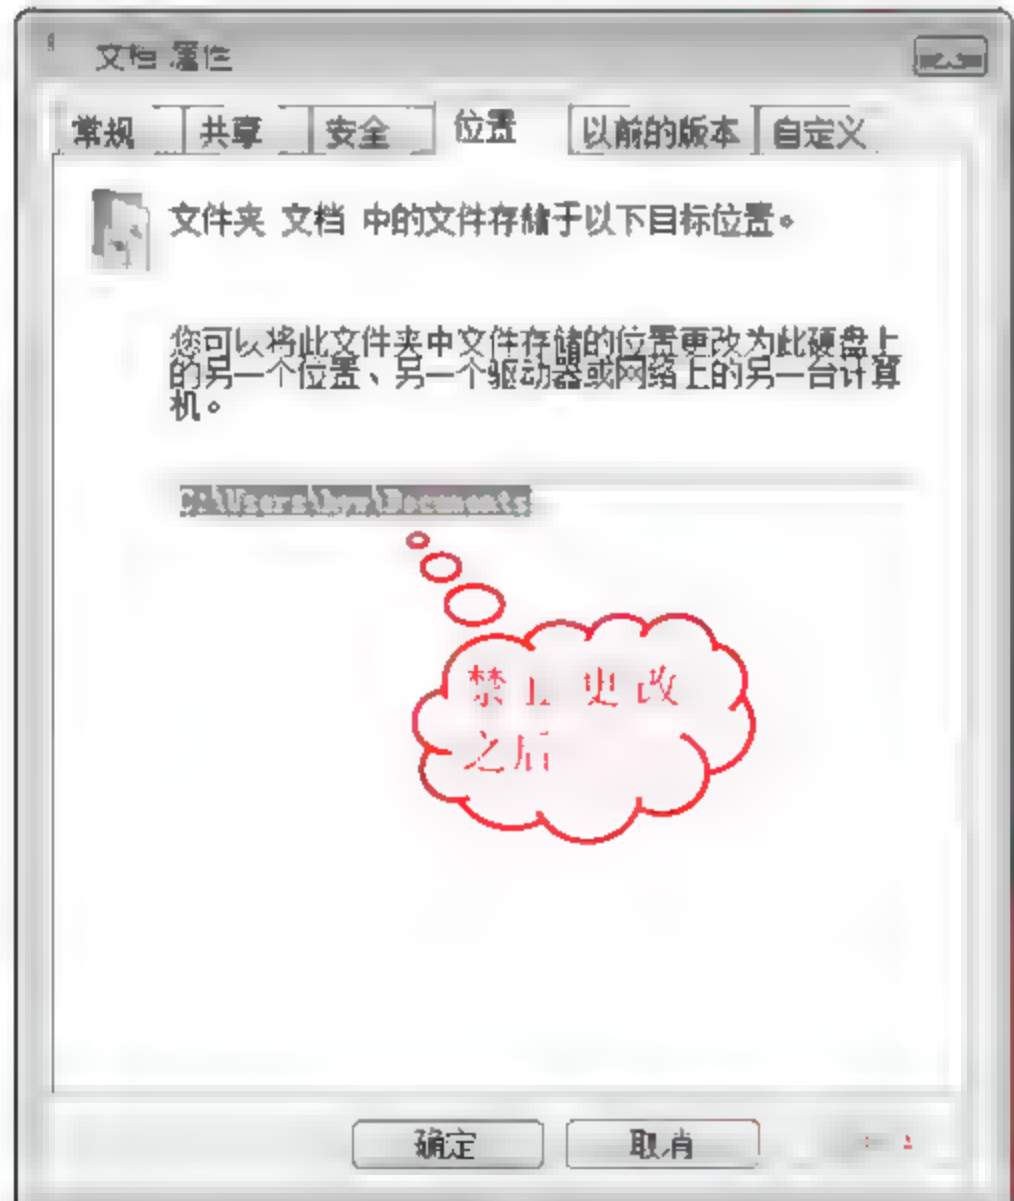 文档 属性
常规 共享 安全 位置 以前的版本 自定义
文件夹 文档 中的文件存储于以下目标位置。
您可以将此文件夹中文件存储的位置更改为此硬盘上
的另一个位置、另一个驱动器或网络上的另一台计算
机。
C:\Users\hyw\Documents
禁止 更改
之后
确定 取消